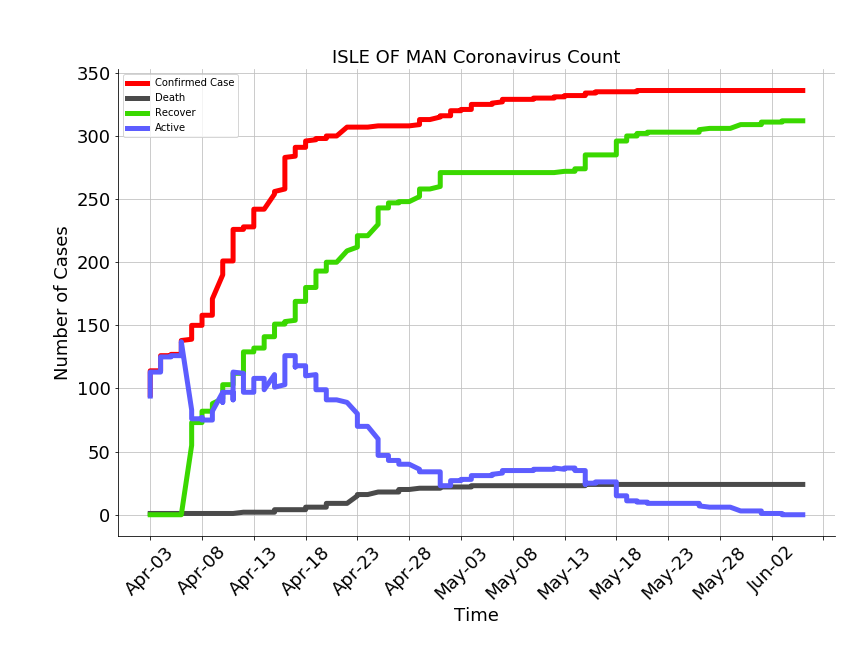 ISLE OF MAN Coronavirus Count
Confirmed Case
Death
Recover
Active
Number of Cases
350
300
250
200
150
100
50
0
Apr-03
Apr-08
Apr-13
Apr-18
Apr-23
Apr-28
May-03
May-08
May-13
May-18
May-23
May-28
Jun-02
Time